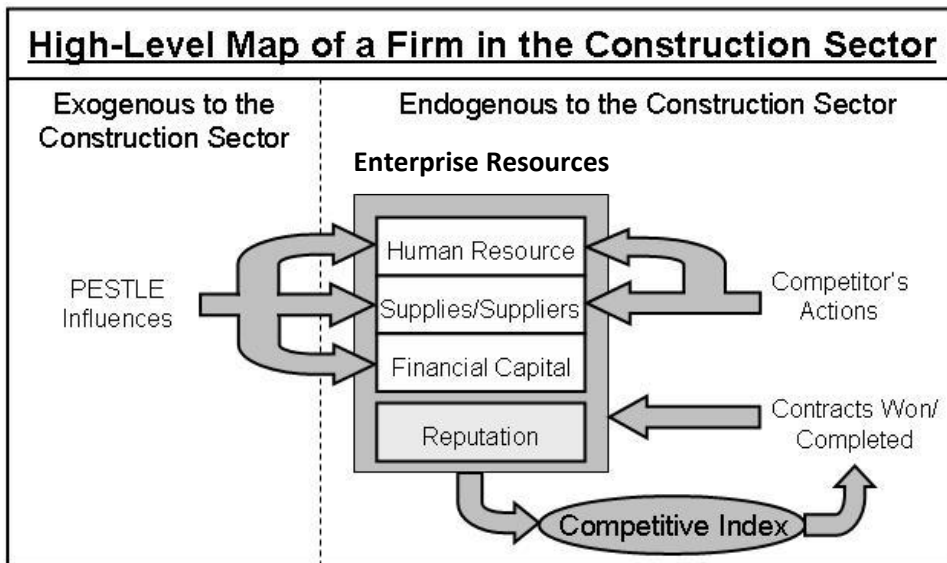 High-Level Map of a Firm in the Construction Sector
Exogenous to the
Construction Sector
Endogenous to the Construction Sector
Enterprise Resources
PESTLE
Influences
Human Resource
Supplies/Suppliers
Financial Capital
Reputation
Competitor's
Actions
Contracts Won/
Completed
Competitive Index